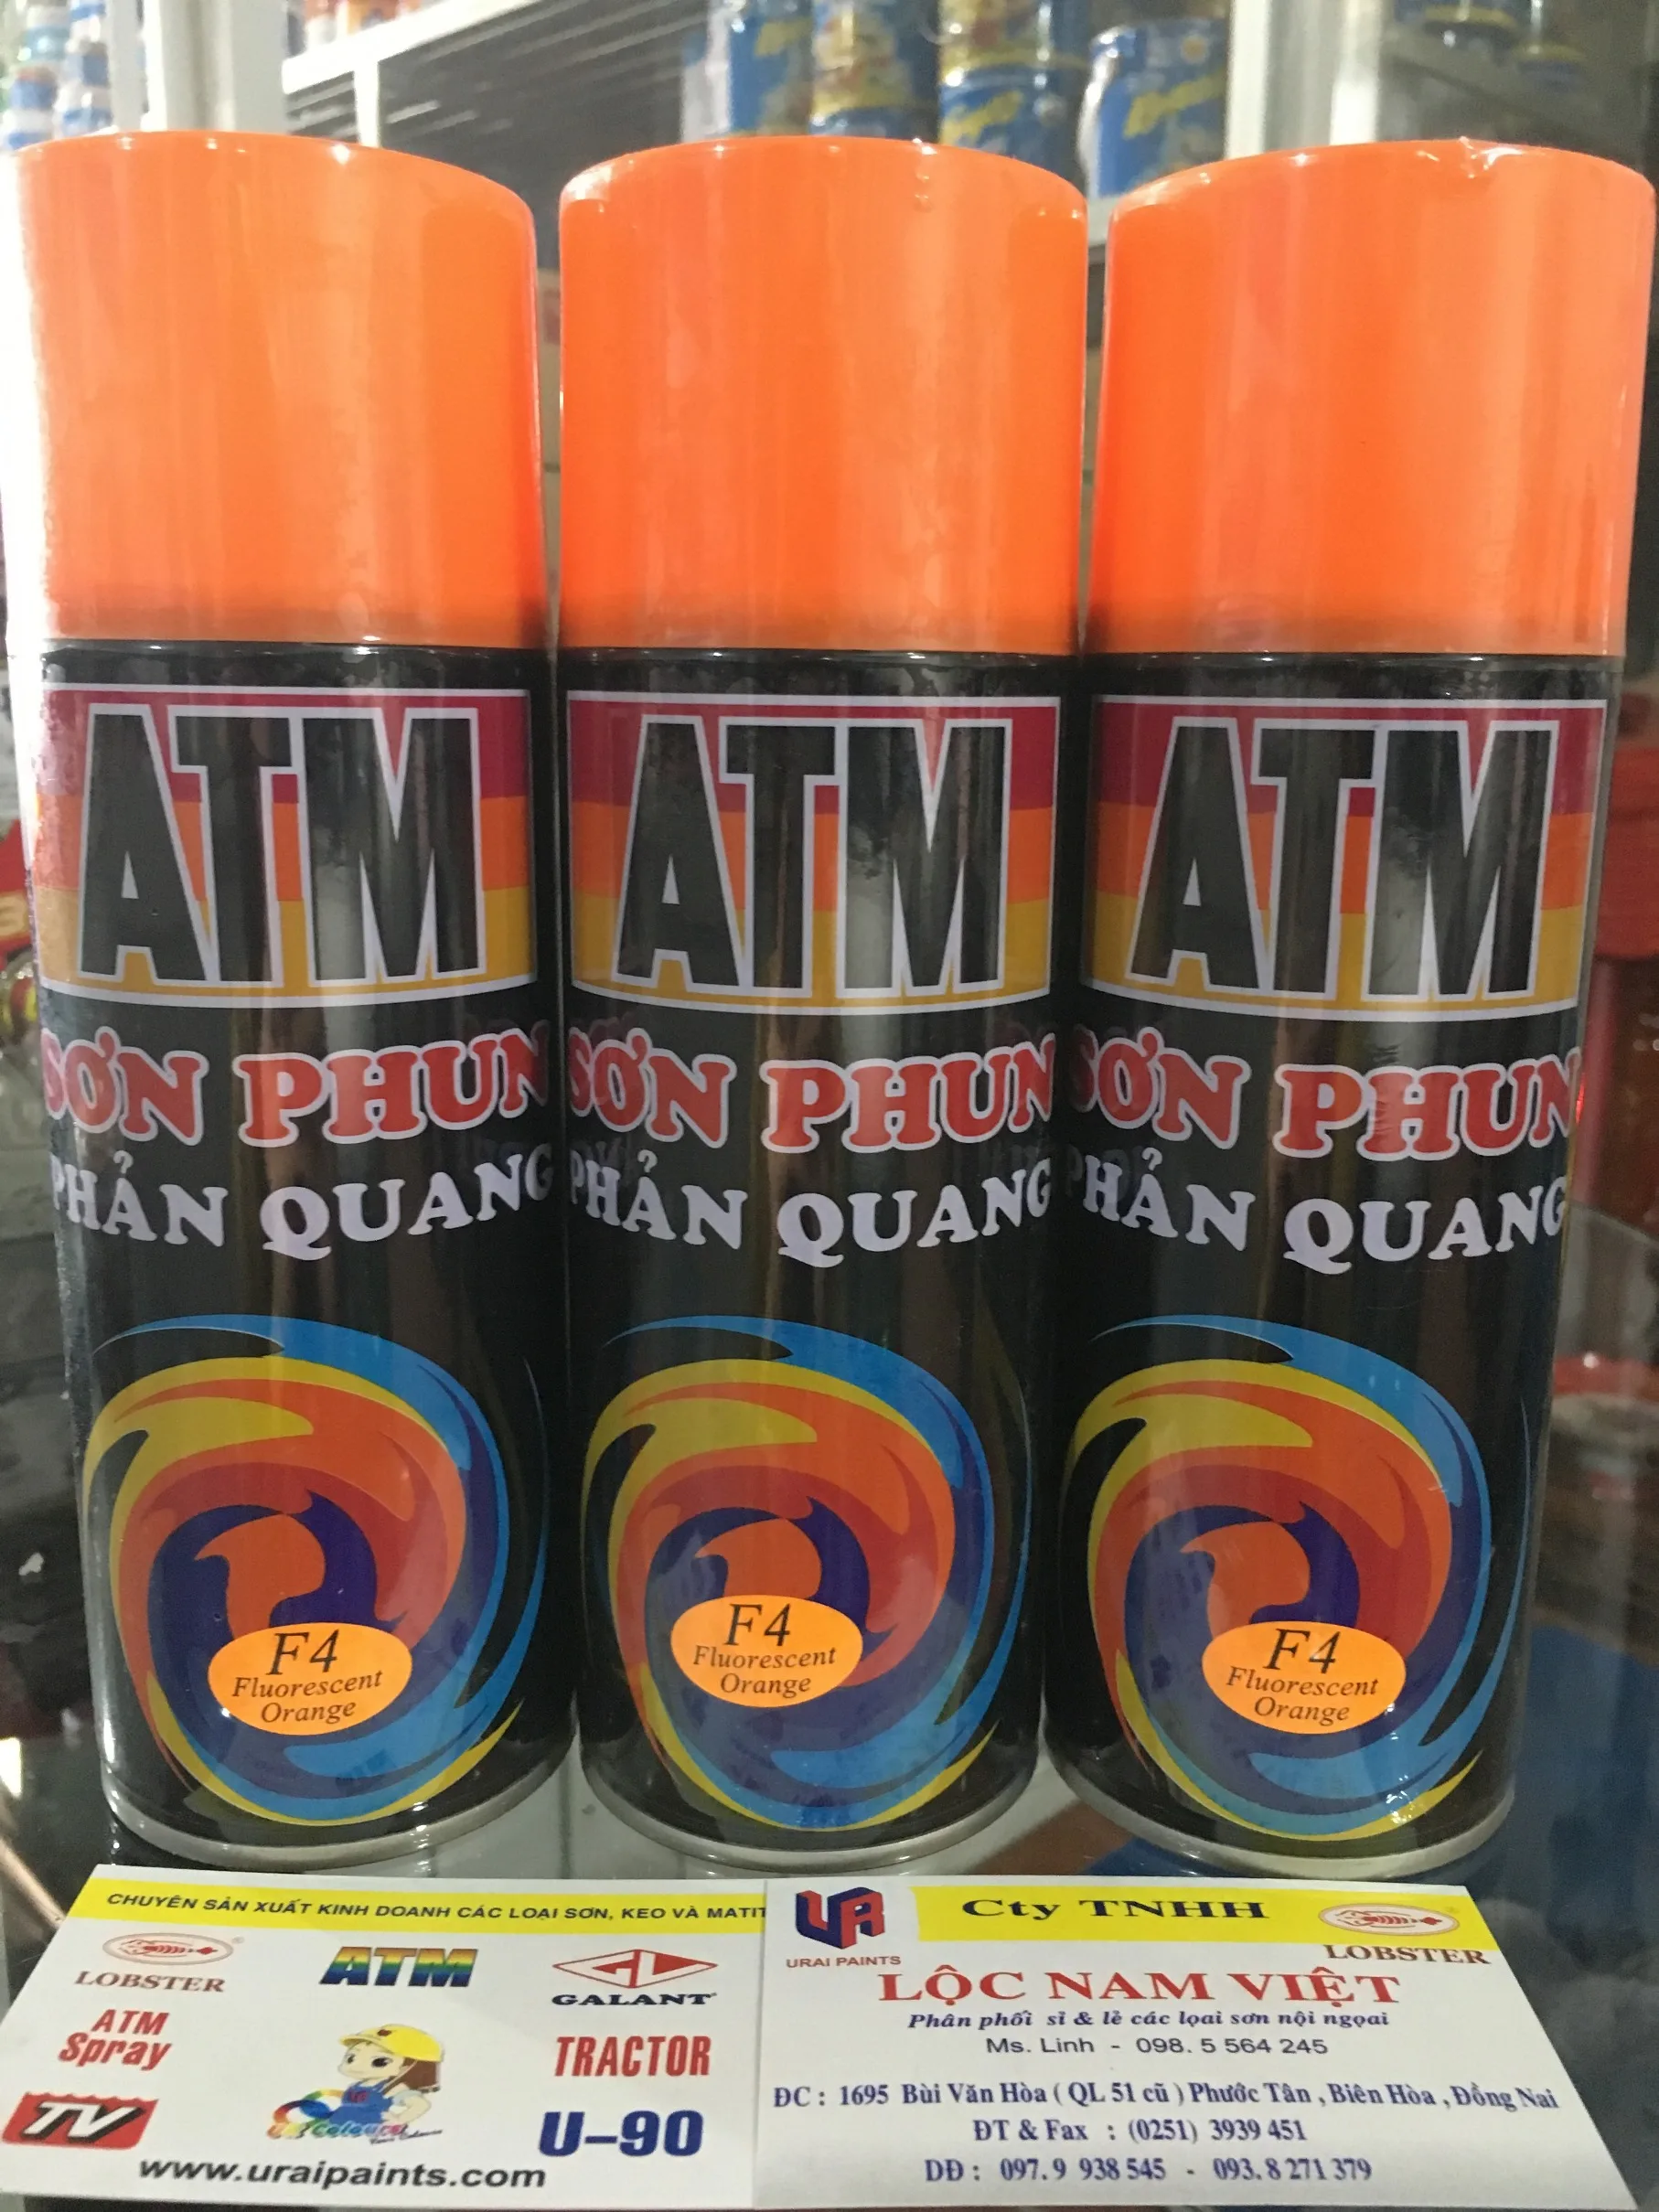 ATM
SƠN PHUN
PHẢN QUANG
F4
Fluorescent
Orange
ATM
SƠN PHUN
PHẢN QUANG
F4
Fluorescent
Orange
ATM
SƠN PHUN
PHẢN QUANG
F4
Fluorescent
Orange
CHUYÊN SẢN XUẤT KINH DOANH CÁC LOẠI SƠN, KEO VÀ MATIT
LOBSTER
ATM
GL
GALANT
ATM
Spray
TRACTOR
TV
U-90
www.uraipaints.com
UR
URAI PAINTS
Cty TNHH
LOBSTER
LỘC NAM VIỆT
Phân phối sỉ & lẻ các lọai sơn nội ngọai
Ms. Linh - 098. 5 564 245
ĐC : 1695 Bùi Văn Hòa ( QL 51 cũ ) Phước Tân , Biên Hòa , Đồng Nai
ĐT & Fax : (0251) 3939 451
DĐ : 097. 9 938 545 - 093. 8 271 379